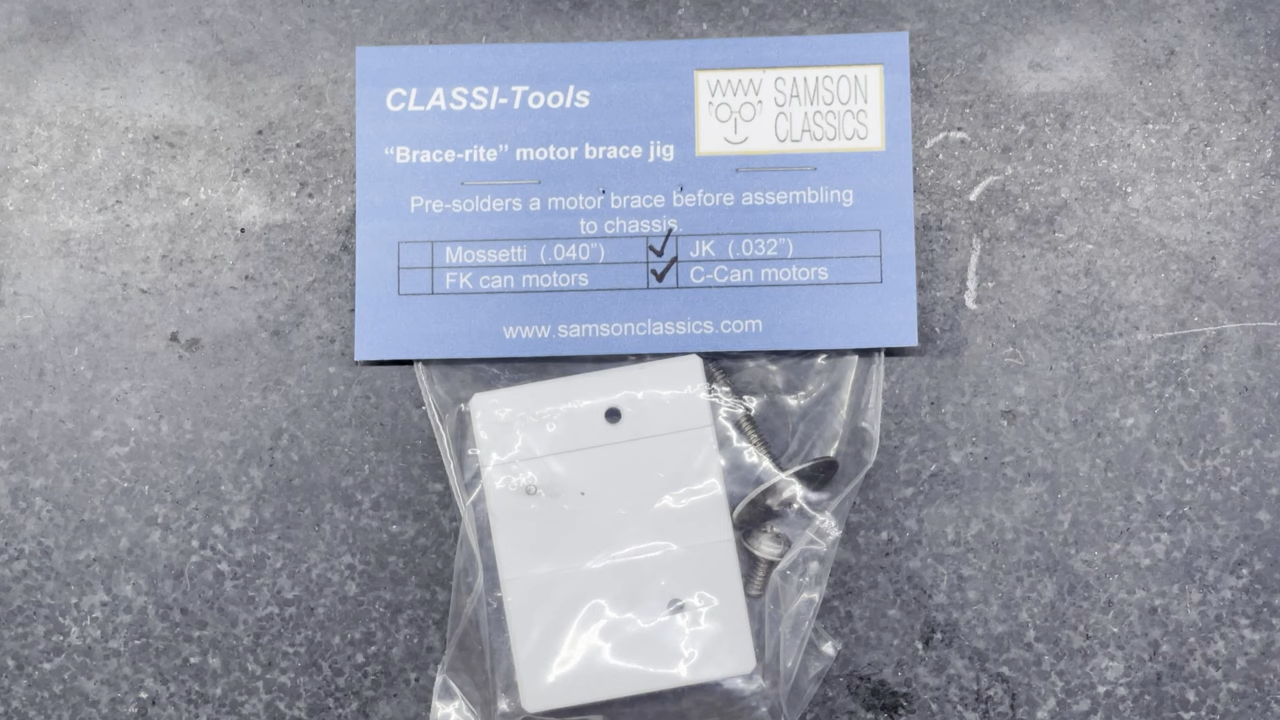 CLASSI-Tools
SAMSON
CLASSICS
“Brace-rite” motor brace jig
Pre-solders a motor brace before assembling
to chassis.
Mossetti (.040”) ✓ JK (.032”)
FK can motors ✓ C-Can motors
www.samsonclassics.com